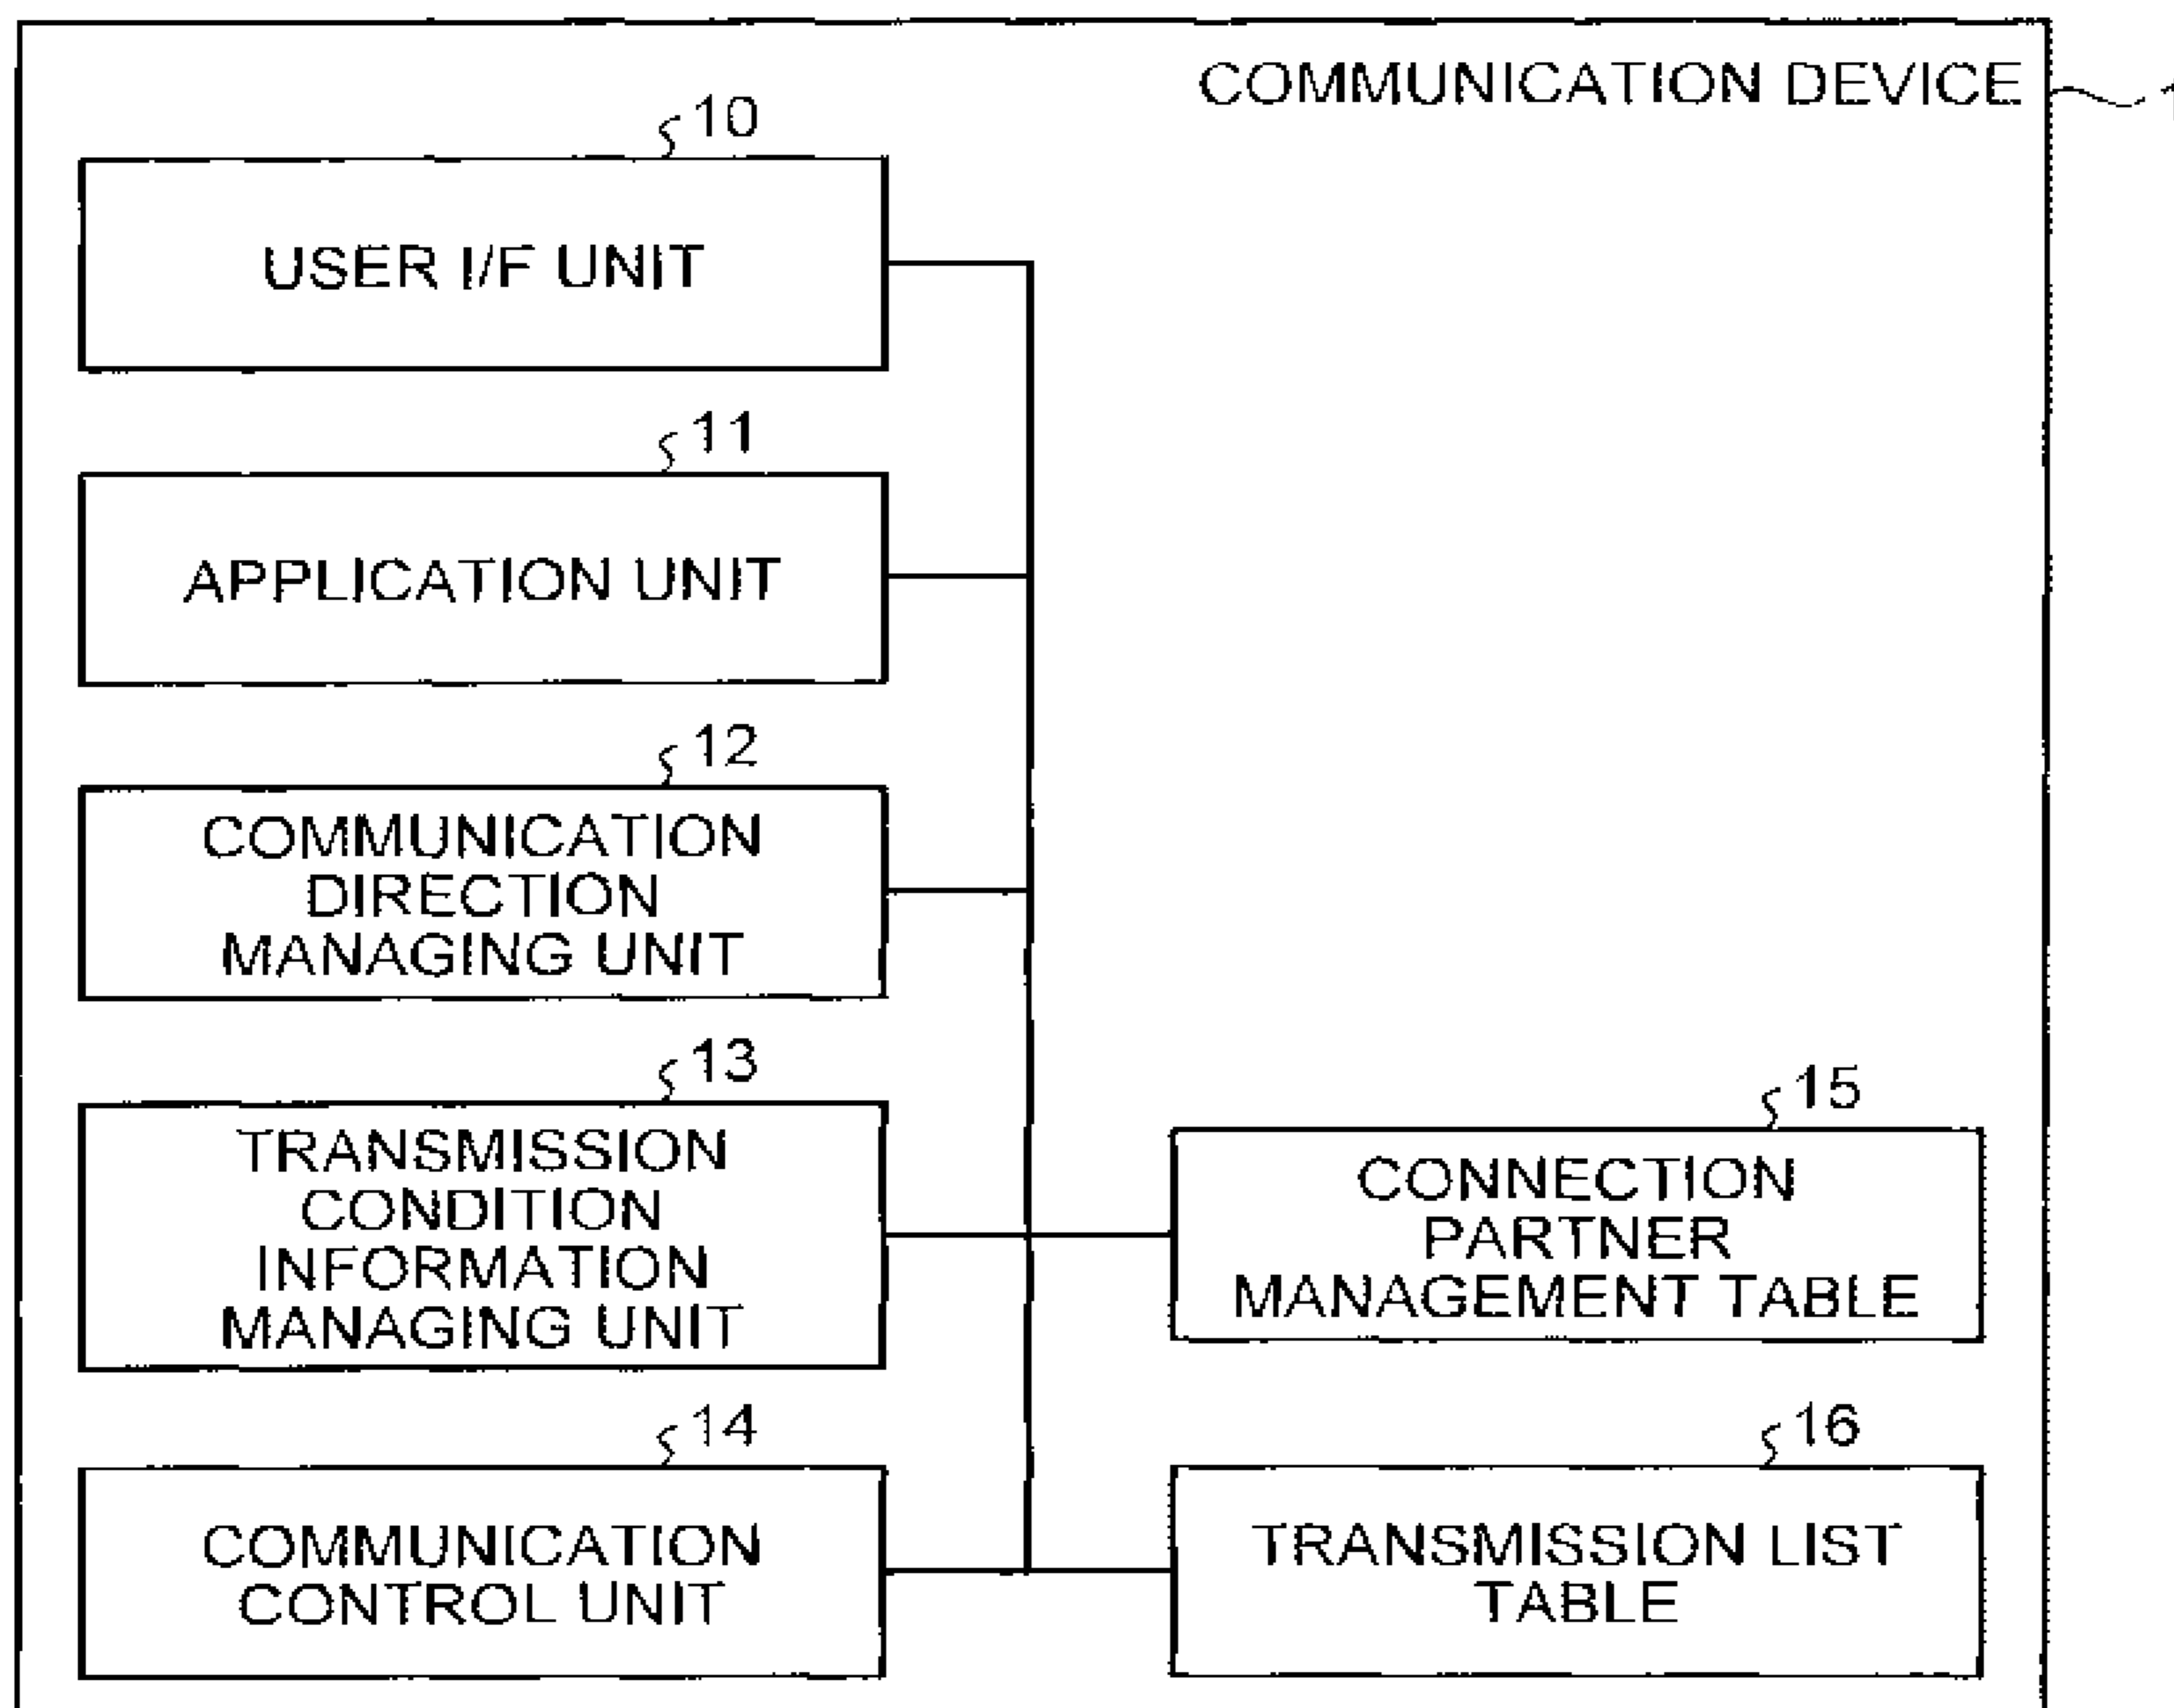 COMMUNICATION DEVICE
1
10
USER I/F UNIT
11
APPLICATION UNIT
12
COMMUNICATION
DIRECTION
MANAGING UNIT
13
TRANSMISSION
CONDITION
INFORMATION
MANAGING UNIT
14
COMMUNICATION
CONTROL UNIT
15
CONNECTION
PARTNER
MANAGEMENT TABLE
16
TRANSMISSION LIST
TABLE